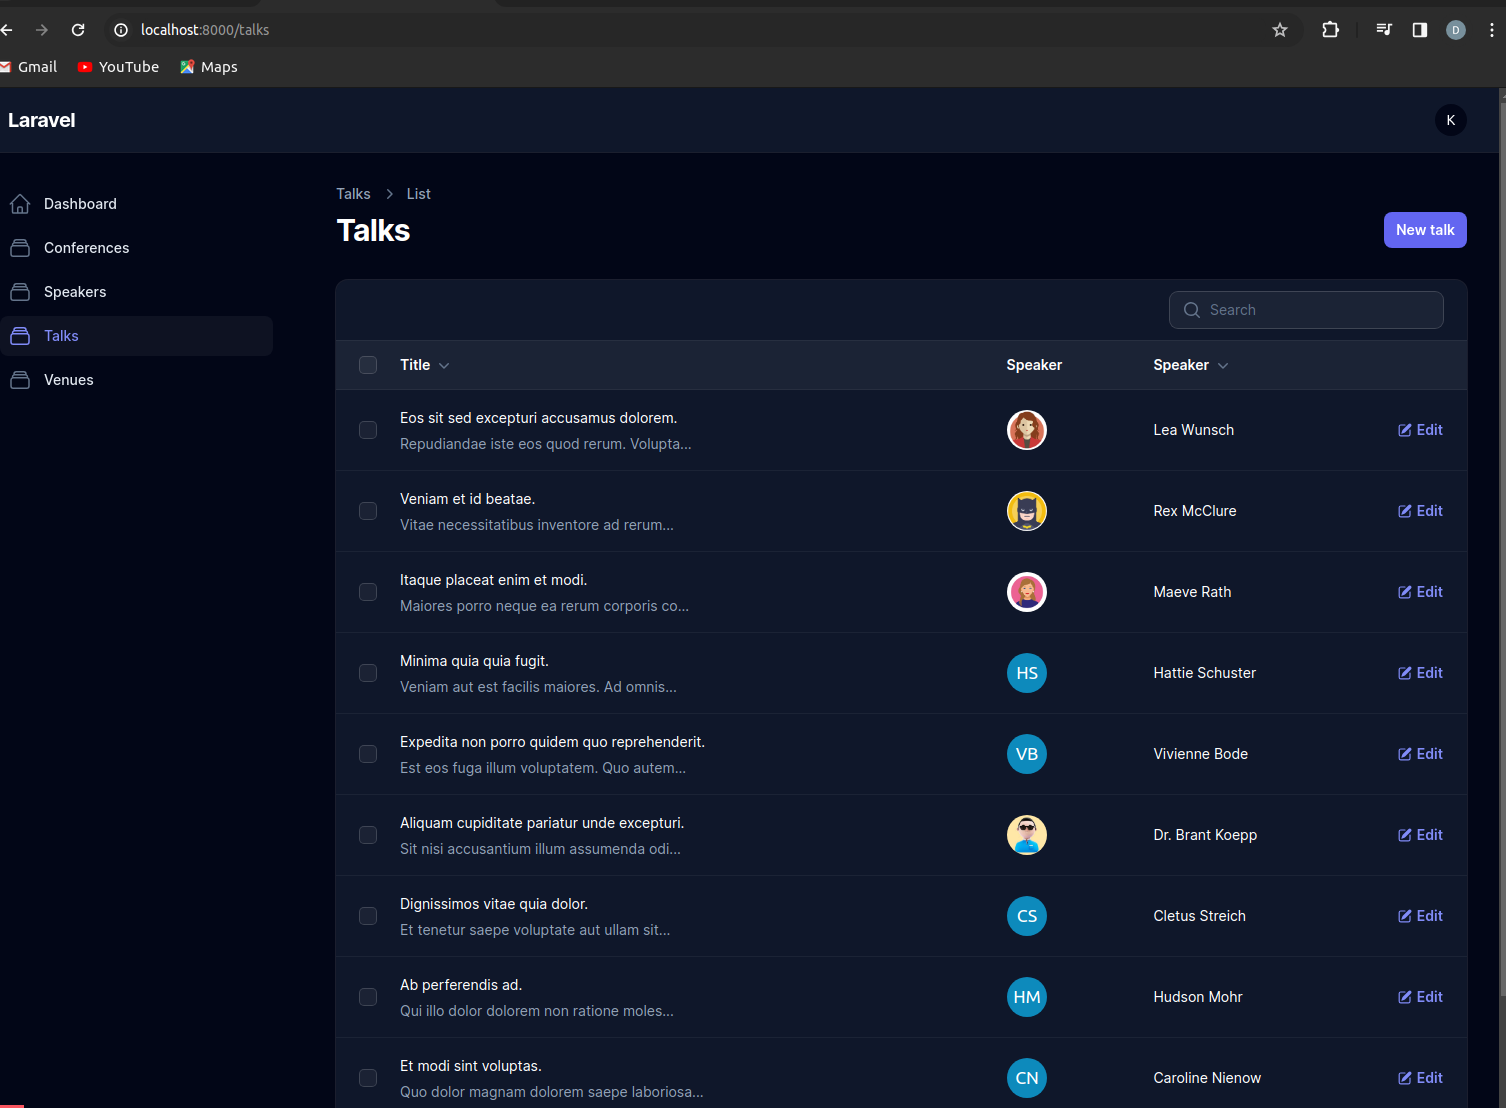 localhost:8000/talks
D
Gmail
YouTube
Maps
Laravel
K
Dashboard
Conferences
Speakers
Talks
Venues
Talks > List
Talks
New talk
Search
Title Speaker Speaker
Eos sit sed excepturi accusamus dolorem.
Repudiandae iste eos quod rerum. Volupta...
Lea Wunsch
Edit
Veniam et id beatae.
Vitae necessitatibus inventore ad rerum...
Rex McClure
Edit
Itaque placeat enim et modi.
Maiores porro neque ea rerum corporis co...
Maeve Rath
Edit
Minima quia quia fugit.
Veniam aut est facilis maiores. Ad omnis...
HS
Hattie Schuster
Edit
Expedita non porro quidem quo reprehenderit.
Est eos fuga illum voluptatem. Quo autem...
VB
Vivienne Bode
Edit
Aliquam cupiditate pariatur unde excepturi.
Sit nisi accusantium illum assumenda odi...
Dr. Brant Koepp
Edit
Dignissimos vitae quia dolor.
Et tenetur saepe voluptate aut ullam sit...
CS
Cletus Streich
Edit
Ab perferendis ad.
Qui illo dolor dolorem non ratione moles...
HM
Hudson Mohr
Edit
Et modi sint voluptas.
Quo dolor magnam dolorem saepe laboriosa...
CN
Caroline Nienow
Edit